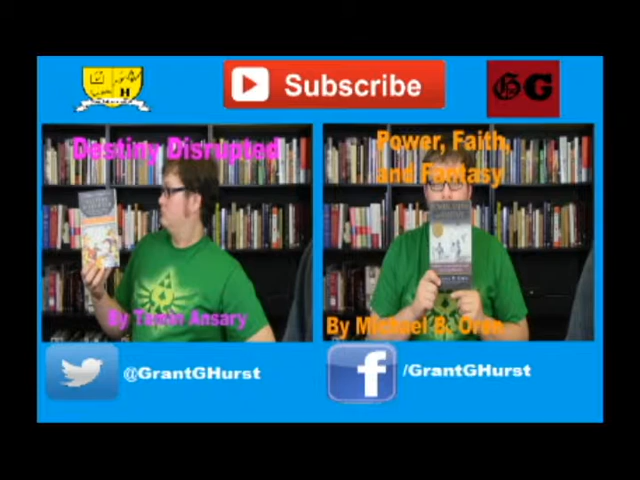 Subscribe
GG
Destiny Disrupted
By Tamim Ansary
Power, Faith,
and Fantasy
By Michael B. Oren
@GrantGHurst
/GrantGHurst